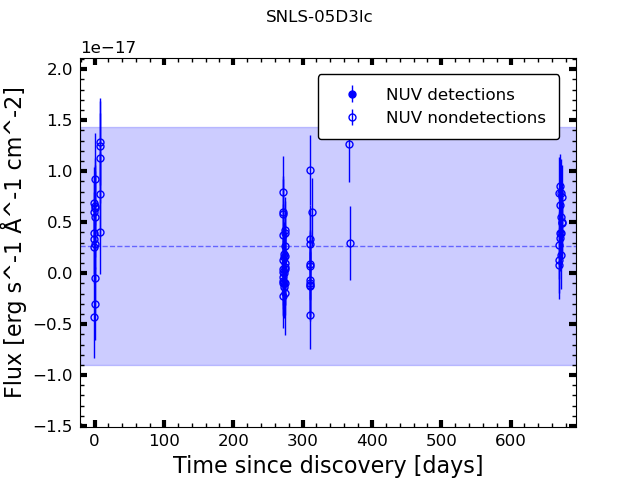 SNLS-05D3lc
1e−17
Flux [erg s^-1 Å^-1 cm^-2]
2.0
1.5
1.0
0.5
0.0
−0.5
−1.0
−1.5
NUV detections
NUV nondetections
0 100 200 300 400 500 600
Time since discovery [days]